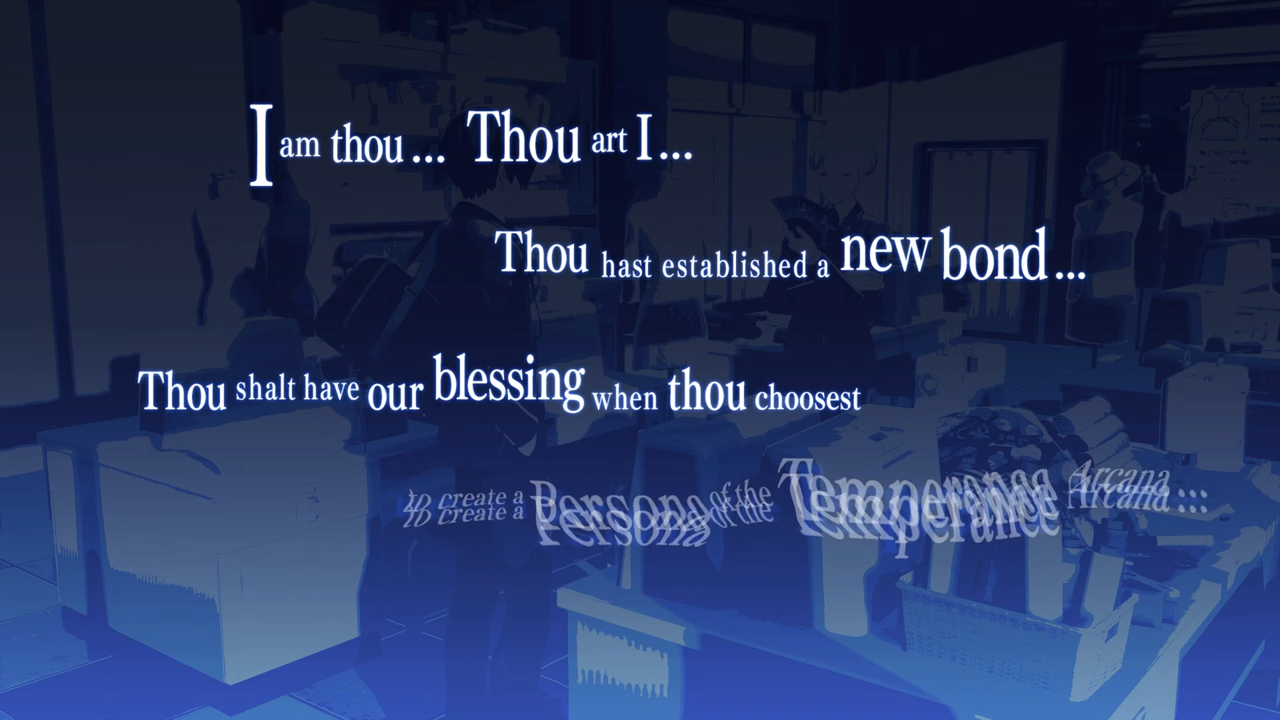 I am thou... Thou art I...
Thou hast established a new bond...
Thou shalt have our blessing when thou choosest
to create a Persona of the Temperance Arcana...